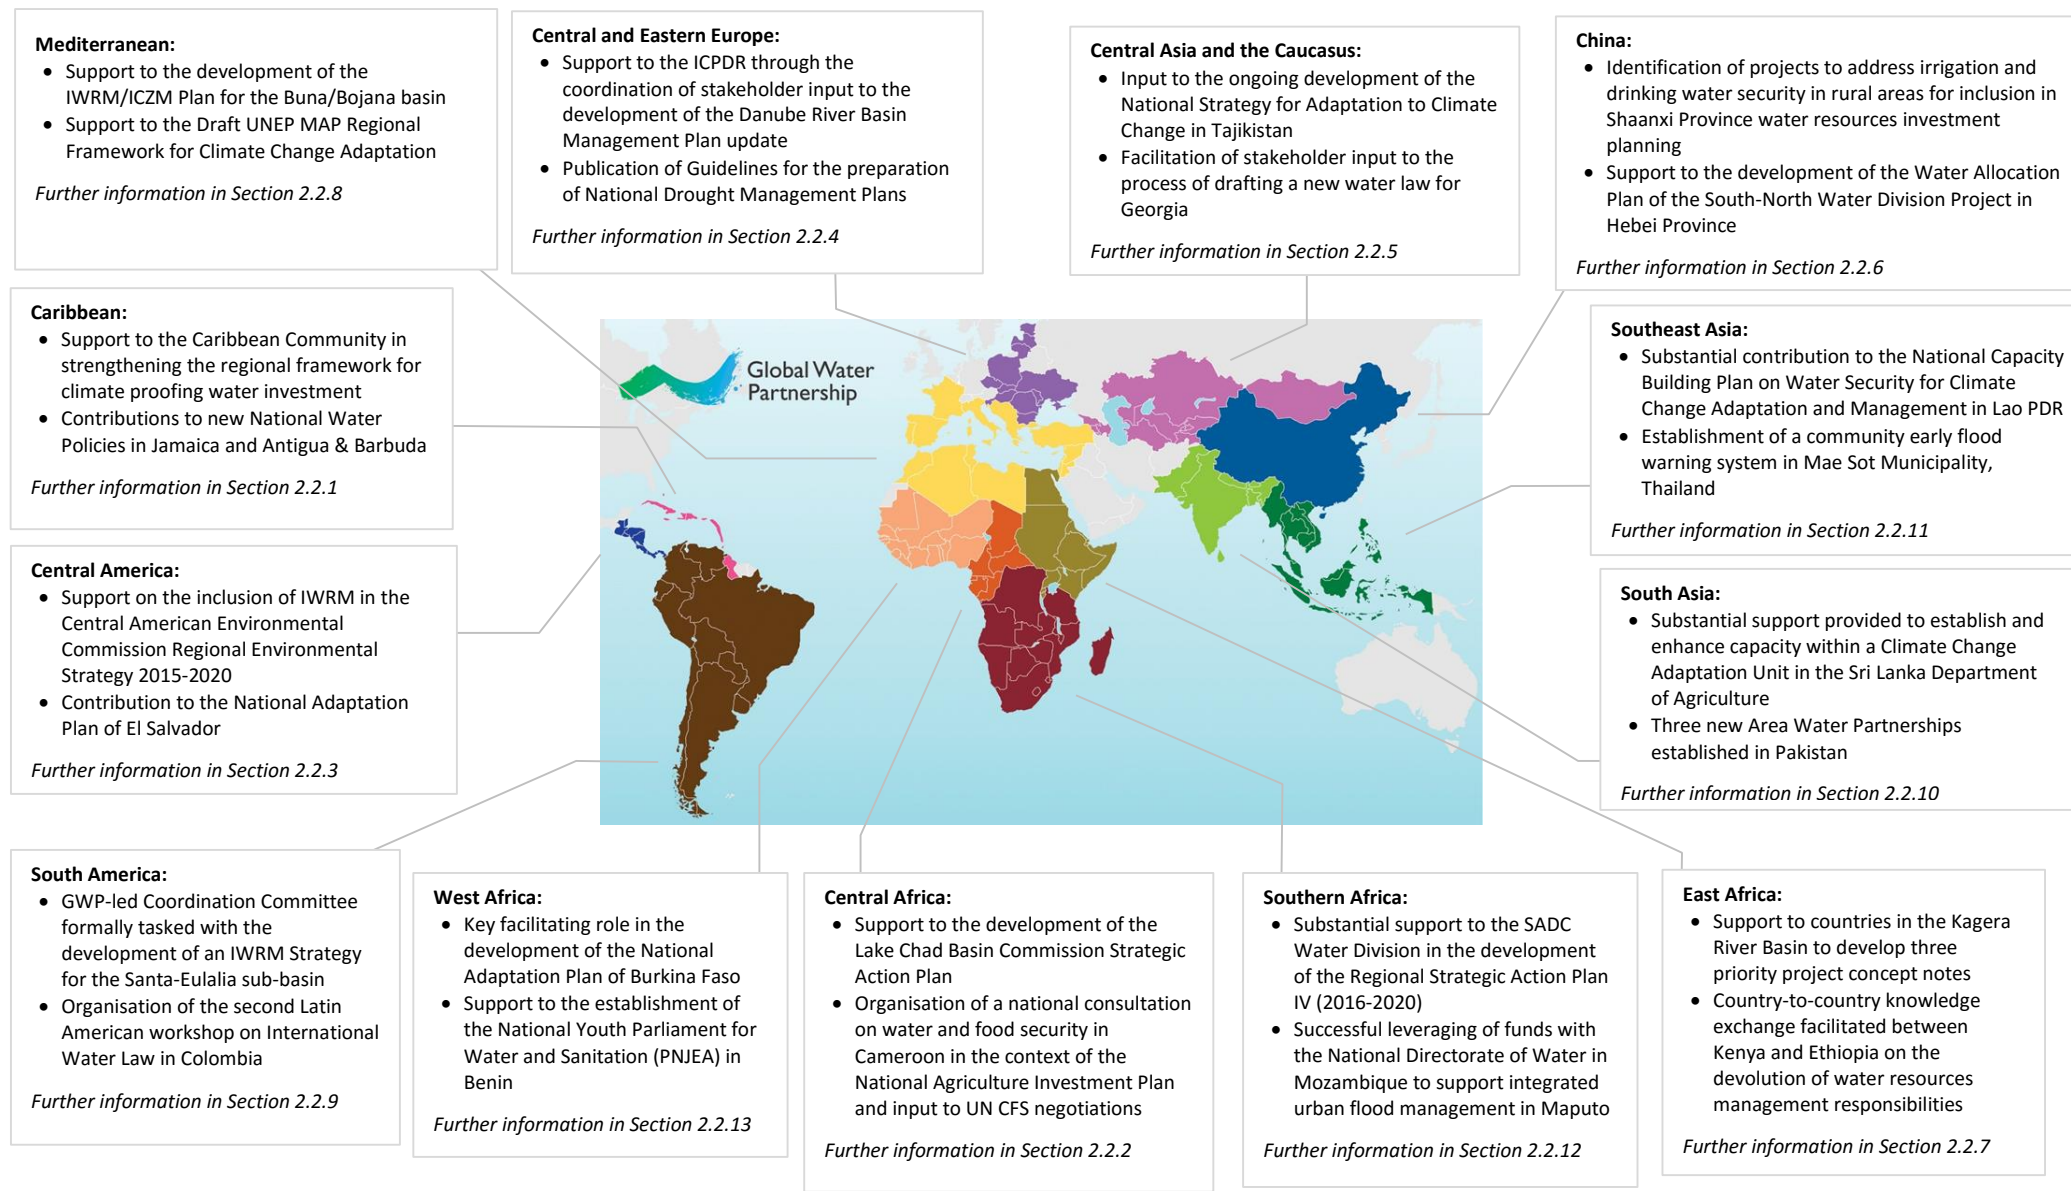 Mediterranean:
• Support to the development of the
IWRM/ICZM Plan for the Buna/Bojana basin
• Support to the Draft UNEP MAP Regional
Framework for Climate Change Adaptation
Further information in Section 2.2.8
Central and Eastern Europe:
• Support to the ICPDR through the
coordination of stakeholder input to the
development of the Danube River Basin
Management Plan update
• Publication of Guidelines for the preparation
of National Drought Management Plans
Further information in Section 2.2.4
Central Asia and the Caucasus:
• Input to the ongoing development of the
National Strategy for Adaptation to Climate
Change in Tajikistan
• Facilitation of stakeholder input to the
process of drafting a new water law for
Georgia
Further information in Section 2.2.5
China:
• Identification of projects to address irrigation and
drinking water security in rural areas for inclusion in
Shaanxi Province water resources investment
planning
• Support to the development of the Water Allocation
Plan of the South-North Water Division Project in
Hebei Province
Further information in Section 2.2.6
Caribbean:
• Support to the Caribbean Community in
strengthening the regional framework for
climate proofing water investment
• Contributions to new National Water
Policies in Jamaica and Antigua & Barbuda
Further information in Section 2.2.1
Global Water
Partnership
Southeast Asia:
• Substantial contribution to the National Capacity
Building Plan on Water Security for Climate
Change Adaptation and Management in Lao PDR
• Establishment of a community early flood
warning system in Mae Sot Municipality,
Thailand
Further information in Section 2.2.11
Central America:
• Support on the inclusion of IWRM in the
Central American Environmental
Commission Regional Environmental
Strategy 2015-2020
• Contribution to the National Adaptation
Plan of El Salvador
Further information in Section 2.2.3
South Asia:
• Substantial support provided to establish and
enhance capacity within a Climate Change
Adaptation Unit in the Sri Lanka Department
of Agriculture
• Three new Area Water Partnerships
established in Pakistan
Further information in Section 2.2.10
South America:
• GWP-led Coordination Committee
formally tasked with the
development of an IWRM Strategy
for the Santa-Eulalia sub-basin
• Organisation of the second Latin
American workshop on International
Water Law in Colombia
Further information in Section 2.2.9
West Africa:
• Key facilitating role in the
development of the National
Adaptation Plan of Burkina Faso
• Support to the establishment of
the National Youth Parliament for
Water and Sanitation (PNJEA) in
Benin
Further information in Section 2.2.13
Central Africa:
• Support to the development of the
Lake Chad Basin Commission Strategic
Action Plan
• Organisation of a national consultation
on water and food security in
Cameroon in the context of the
National Agriculture Investment Plan
and input to UN CFS negotiations
Further information in Section 2.2.2
Southern Africa:
• Substantial support to the SADC
Water Division in the development
of the Regional Strategic Action Plan
IV (2016-2020)
• Successful leveraging of funds with
the National Directorate of Water in
Mozambique to support integrated
urban flood management in Maputo
Further information in Section 2.2.12
East Africa:
• Support to countries in the Kagera
River Basin to develop three
priority project concept notes
• Country-to-country knowledge
exchange facilitated between
Kenya and Ethiopia on the
devolution of water resources
management responsibilities
Further information in Section 2.2.7